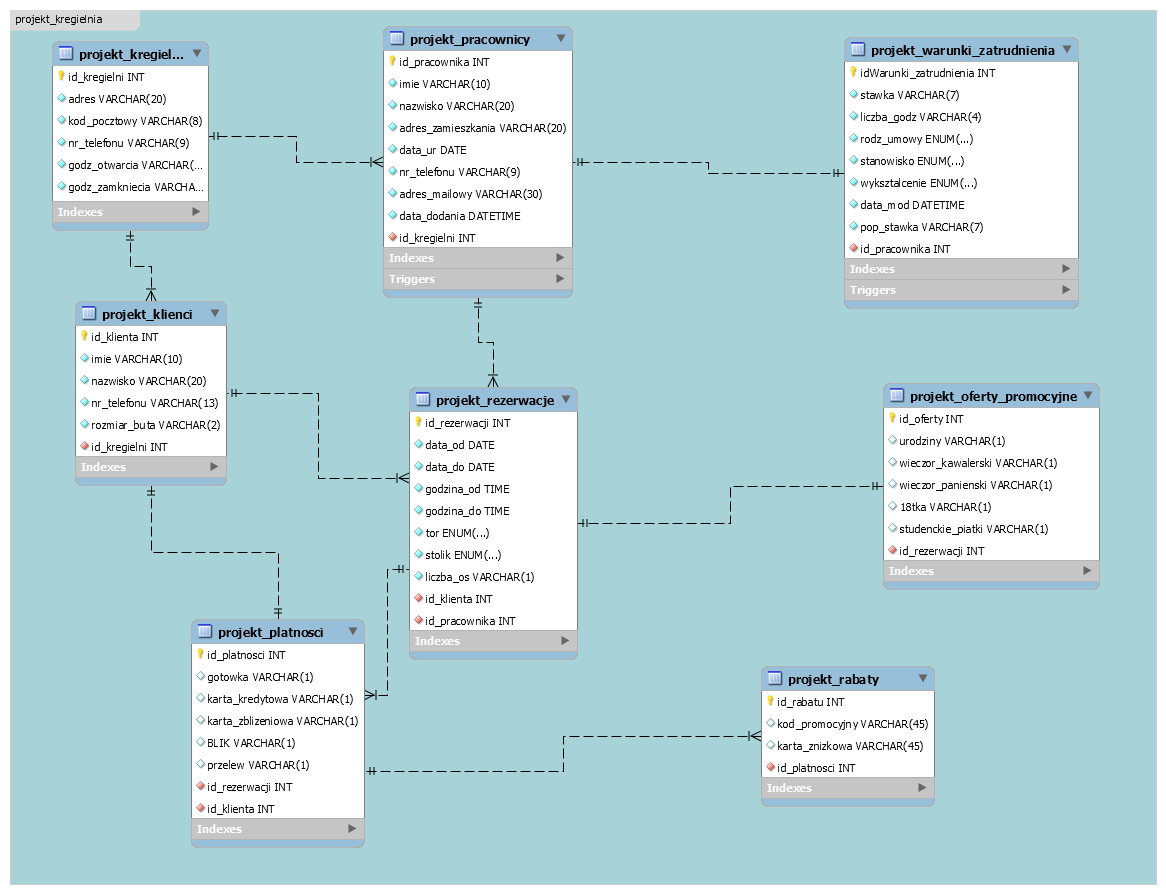 projekt_kregielnia
projekt_kregiel...
id_kregielni INT
adres VARCHAR(20)
kod_pocztowy VARCHAR(8)
nr_telefonu VARCHAR(9)
godz_otwarcia VARCHAR(...
godz_zamkniecia VARCHA...
Indexes
projekt_pracownicy
id_pracownika INT
imie VARCHAR(10)
nazwisko VARCHAR(20)
adres_zamieszkania VARCHAR(20)
data_ur DATE
nr_telefonu VARCHAR(9)
adres_mailowy VARCHAR(30)
data_dodania DATETIME
id_kregielni INT
Indexes
Triggers
projekt_warunki_zatrudnienia
idWarunki_zatrudnienia INT
stawka VARCHAR(7)
liczba_godz VARCHAR(4)
rodz_umowy ENUM(...)
stanowisko ENUM(...)
wyksztalcenie ENUM(...)
data_mod DATETIME
pop_stawka VARCHAR(7)
id_pracownika INT
Indexes
Triggers
projekt_klienci
id_klienta INT
imie VARCHAR(10)
nazwisko VARCHAR(20)
nr_telefonu VARCHAR(13)
rozmiar_buta VARCHAR(2)
id_kregielni INT
Indexes
projekt_rezerwacje
id_rezerwacji INT
data_od DATE
data_do DATE
godzina_od TIME
godzina_do TIME
tor ENUM(...)
stolik ENUM(...)
liczba_os VARCHAR(1)
id_klienta INT
id_pracownika INT
Indexes
projekt_oferty_promocyjne
id_oferty INT
urodziny VARCHAR(1)
wieczor_kawalerski VARCHAR(1)
wieczor_panienski VARCHAR(1)
18tka VARCHAR(1)
studenckie_piatki VARCHAR(1)
id_rezerwacji INT
Indexes
projekt_platnosci
id_platnosci INT
gotowka VARCHAR(1)
karta_kredytowa VARCHAR(1)
karta_zblizeniowa VARCHAR(1)
BLIK VARCHAR(1)
przelew VARCHAR(1)
id_rezerwacji INT
id_klienta INT
Indexes
projekt_rabaty
id_rabatu INT
kod_promocyjny VARCHAR(45)
karta_znizkowa VARCHAR(45)
id_platnosci INT
Indexes